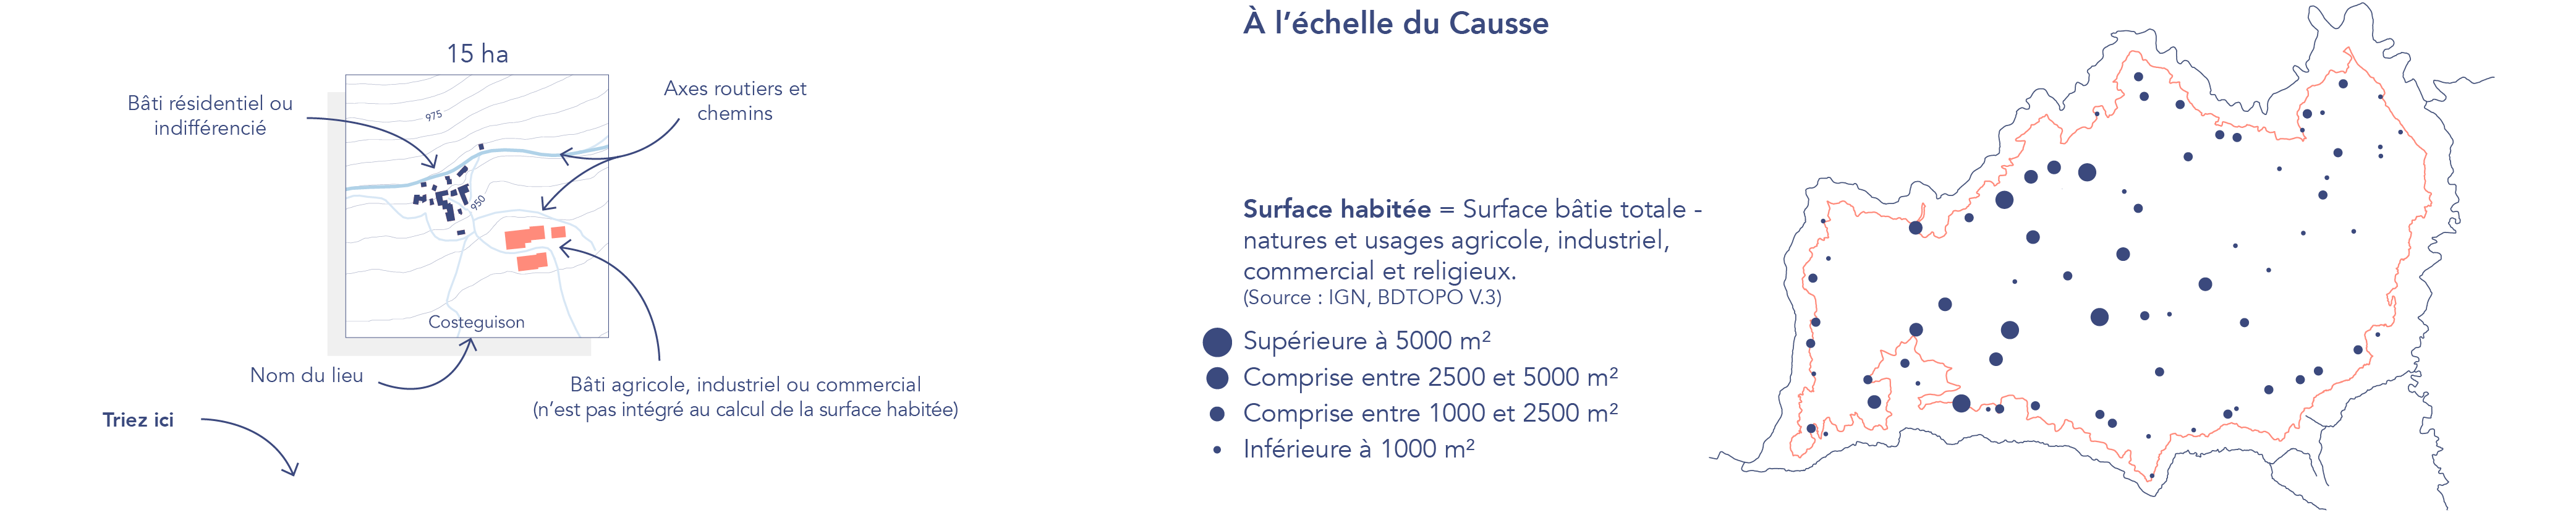 15 ha
Bâti résidentiel ou
indifférencié
Axes routiers et
chemins
975
950
Costeguison
Nom du lieu
Bâti agricole, industriel ou commercial
(n’est pas intégré au calcul de la surface habitée)
Triez ici
À l’échelle du Causse
Surface habitée = Surface bâtie totale -
natures et usages agricole, industriel,
commercial et religieux.
(Source : IGN, BDTOPO V.3)
Supérieure à 5000 m²
Comprise entre 2500 et 5000 m²
Comprise entre 1000 et 2500 m²
Inférieure à 1000 m²